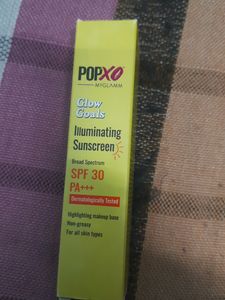 POPXO
MYGLAMM
Glow
Goals
Illuminating
Sunscreen
Broad Spectrum
SPF 30
PA+++
Dermatologically Tested
Highlighting makeup base
Non-greasy
For all skin types